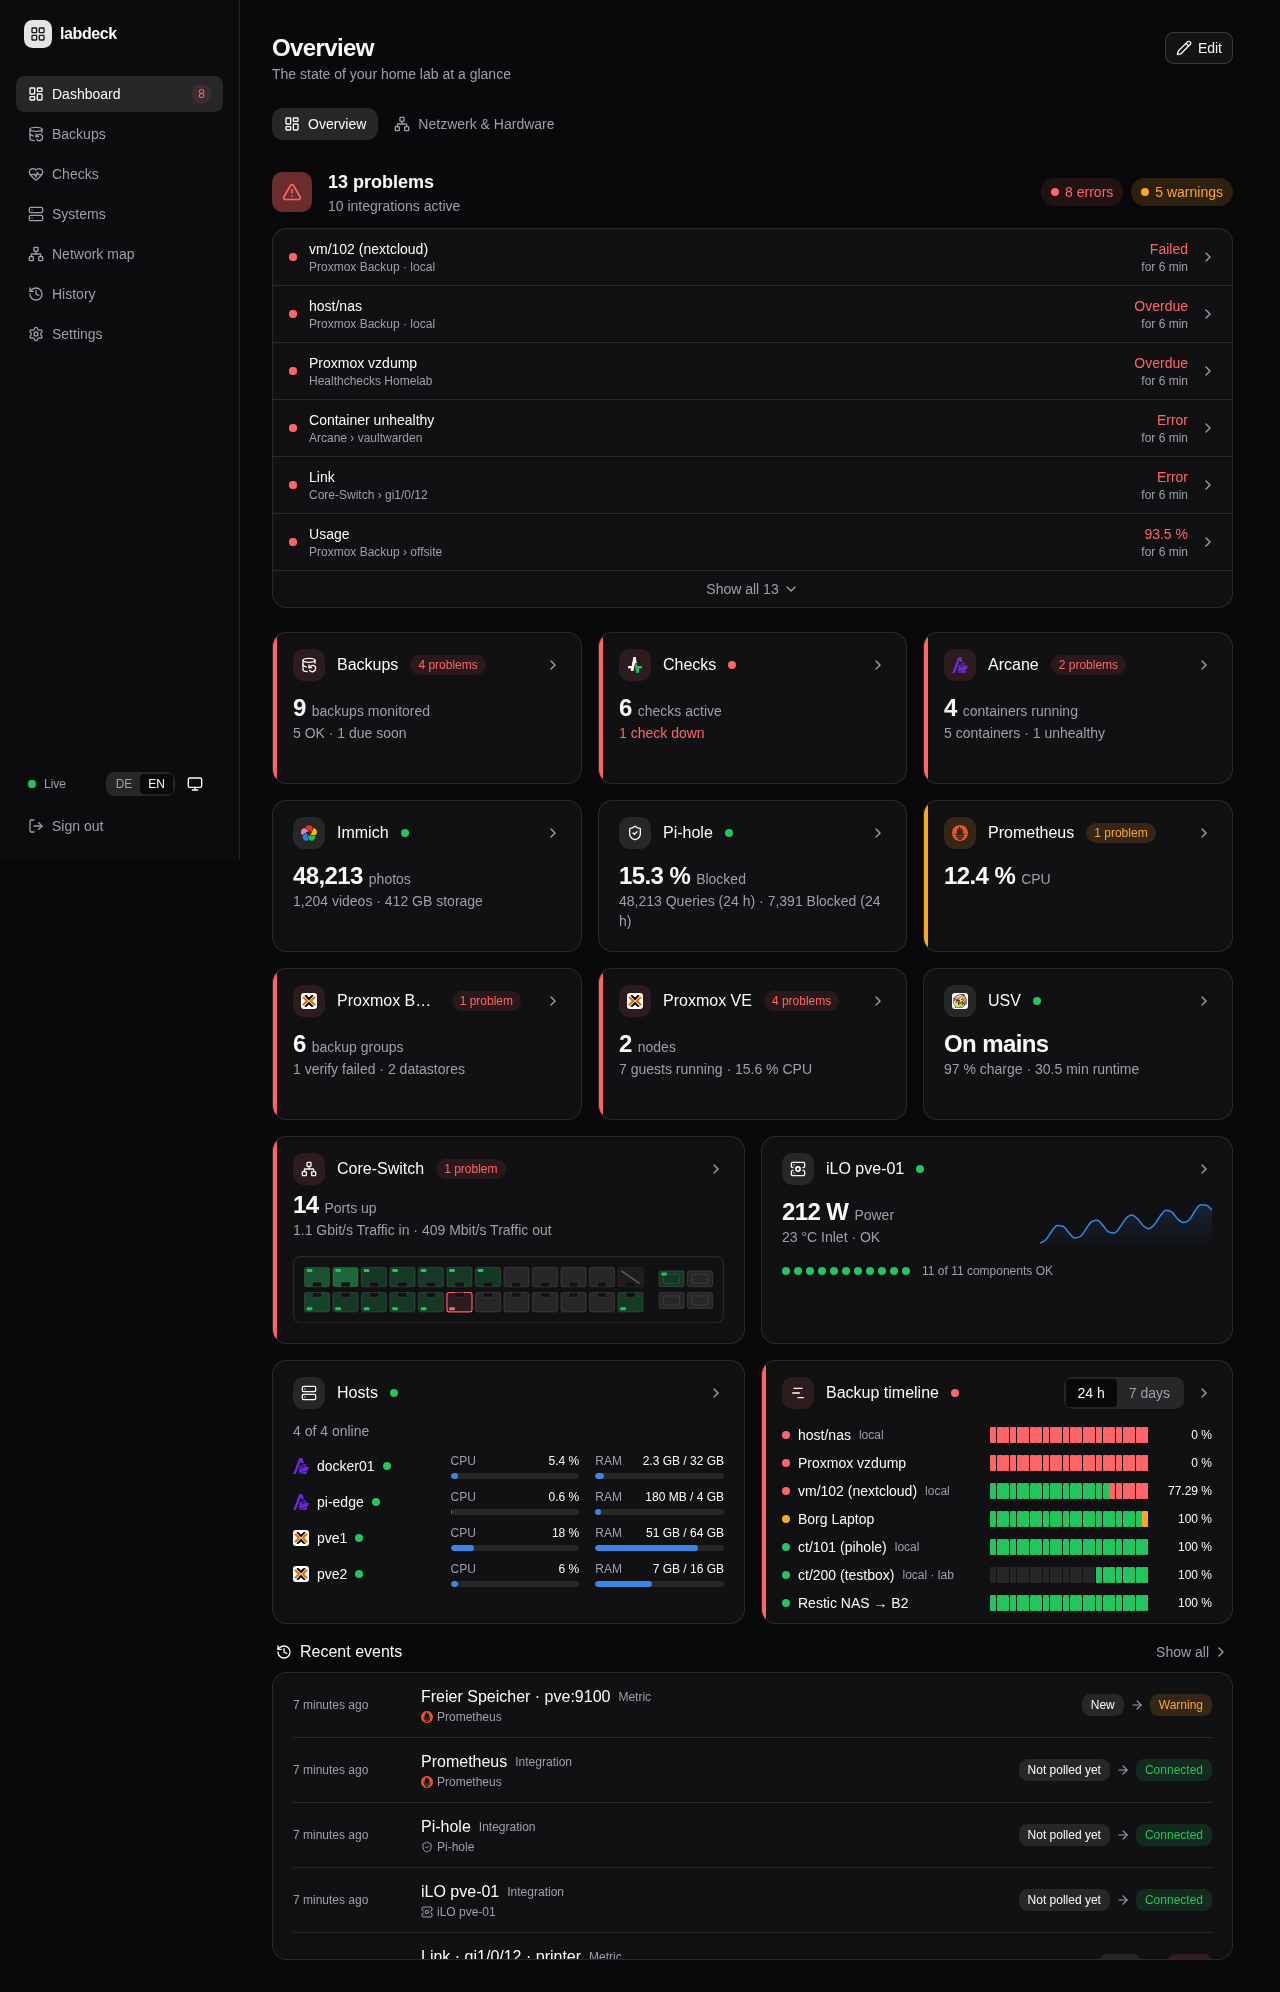 labdeck
Dashboard 8
Backups
Checks
Systems
Network map
History
Settings
Live DE EN
Sign out
Overview
Edit
The state of your home lab at a glance
Overview Netzwerk & Hardware
13 problems
10 integrations active
8 errors 5 warnings
vm/102 (nextcloud) Failed
Proxmox Backup · local for 6 min
host/nas Overdue
Proxmox Backup · local for 6 min
Proxmox vzdump Overdue
Healthchecks Homelab for 6 min
Container unhealthy Error
Arcane › vaultwarden for 6 min
Link Error
Core-Switch › gi1/0/12 for 6 min
Usage 93.5 %
Proxmox Backup › offsite for 6 min
Show all 13
Backups 4 problems
9 backups monitored
5 OK · 1 due soon
Checks
6 checks active
1 check down
Arcane 2 problems
4 containers running
5 containers · 1 unhealthy
Immich
48,213 photos
1,204 videos · 412 GB storage
Pi-hole
15.3 % Blocked
48,213 Queries (24 h) · 7,391 Blocked (24
h)
Prometheus 1 problem
12.4 % CPU
Proxmox B… 1 problem
6 backup groups
1 verify failed · 2 datastores
Proxmox VE 4 problems
2 nodes
7 guests running · 15.6 % CPU
USV
On mains
97 % charge · 30.5 min runtime
Core-Switch 1 problem
14 Ports up
1.1 Gbit/s Traffic in · 409 Mbit/s Traffic out
iLO pve-01
212 W Power
23 °C Inlet · OK
11 of 11 components OK
Hosts
4 of 4 online
docker01 CPU 5.4 % RAM 2.3 GB / 32 GB
pi-edge CPU 0.6 % RAM 180 MB / 4 GB
pve1 CPU 18 % RAM 51 GB / 64 GB
pve2 CPU 6 % RAM 7 GB / 16 GB
Backup timeline 24 h 7 days
host/nas local 0 %
Proxmox vzdump 0 %
vm/102 (nextcloud) local 77.29 %
Borg Laptop 100 %
ct/101 (pihole) local 100 %
ct/200 (testbox) local · lab 100 %
Restic NAS → B2 100 %
Recent events Show all
7 minutes ago Freier Speicher · pve:9100 Metric New → Warning
Prometheus
7 minutes ago Prometheus Integration Not polled yet → Connected
Prometheus
7 minutes ago Pi-hole Integration Not polled yet → Connected
Pi-hole
7 minutes ago iLO pve-01 Integration Not polled yet → Connected
iLO pve-01
Link · gi1/0/12 · printer Metric